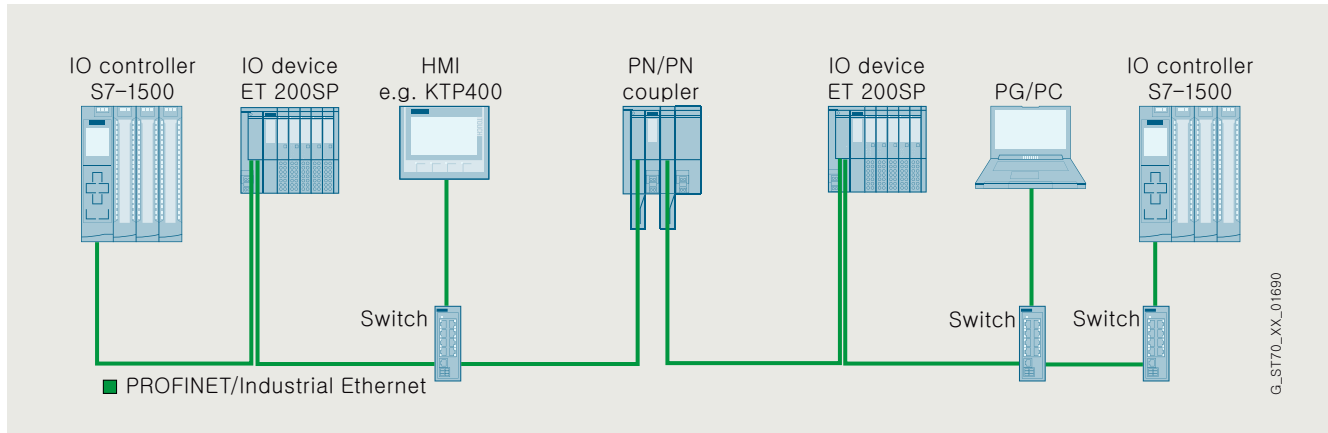 IO controller
S7-1500
IO device
ET 200SP
HMI
e.g. KTP400
PN/PN
coupler
IO device
ET 200SP
PG/PC
IO controller
S7-1500
Switch
Switch
Switch
PROFINET/Industrial Ethernet
G_ST70_XX_01690